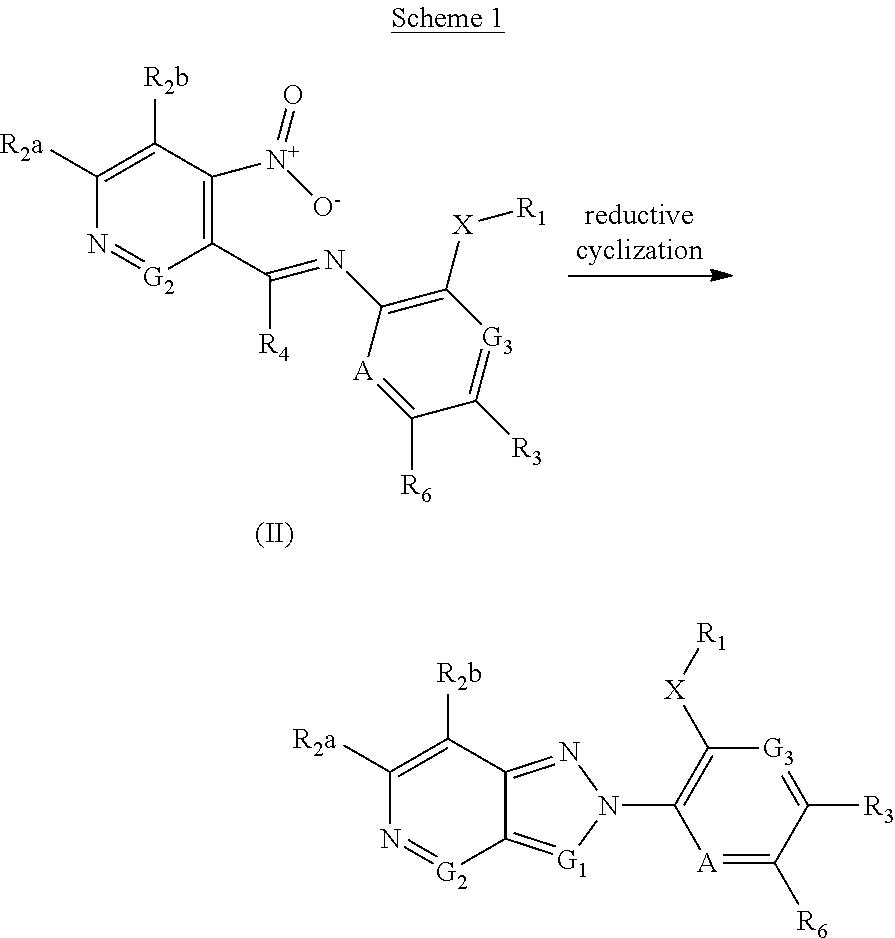 Scheme 1
R2b
O
R2a
N+
O-
X
R1
reductive
cyclization
N
N
G2
G3
R4
A
R3
R6
(II)
R1
R2b
X
R2a
N
G3
N
N
R3
G2
G1
A
R6